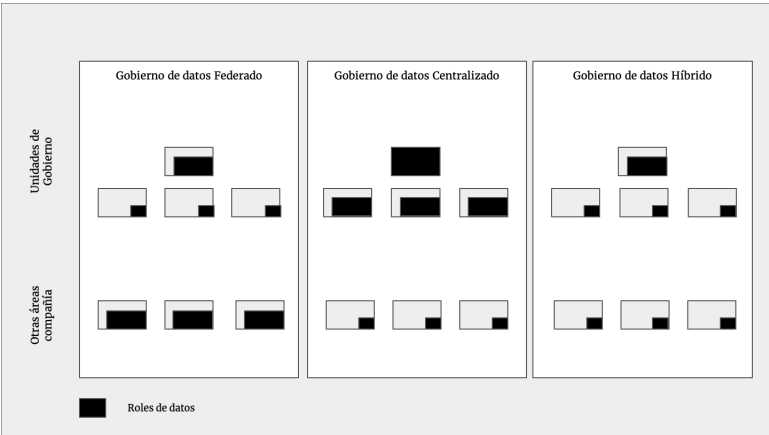 Gobierno de datos Federado
Gobierno de datos Centralizado
Gobierno de datos Híbrido
Unidades de
Gobierno
Otras áreas
compañía
Roles de datos